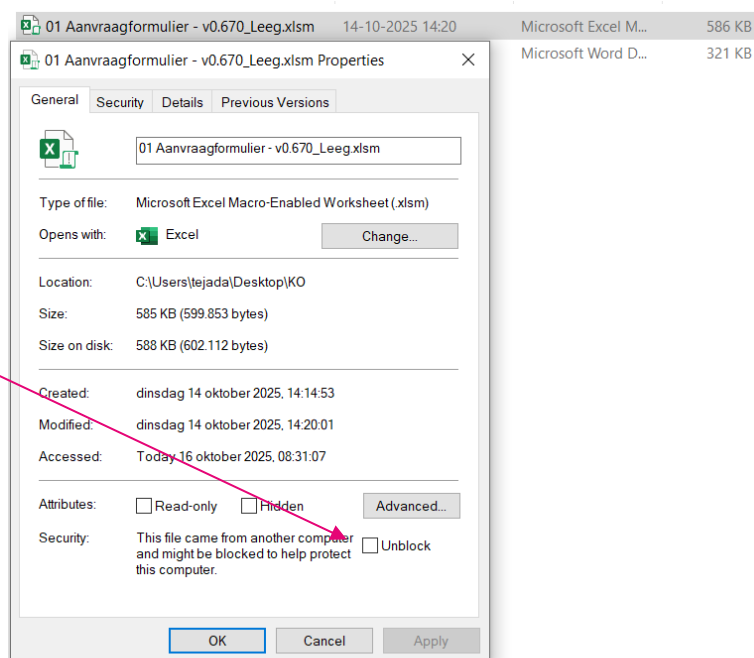 01 Aanvraagformulier - v0.670_Leeg.xlsm 14-10-2025 14:20 Microsoft Excel M... 586 KB
Microsoft Word D... 321 KB
01 Aanvraagformulier - v0.670_Leeg.xlsm Properties
General Security Details Previous Versions
01 Aanvraagformulier - v0.670_Leeg.xlsm
Type of file: Microsoft Excel Macro-Enabled Worksheet (.xlsm)
Opens with: Excel Change...
Location: C:\Users\tejada\Desktop\KO
Size: 585 KB (599.853 bytes)
Size on disk: 588 KB (602.112 bytes)
Created: dinsdag 14 oktober 2025, 14:14:53
Modified: dinsdag 14 oktober 2025, 14:20:01
Accessed: Today 16 oktober 2025, 08:31:07
Attributes: Read-only Hidden Advanced...
Security: This file came from another computer
and might be blocked to help protect
this computer.
Unblock
OK Cancel Apply